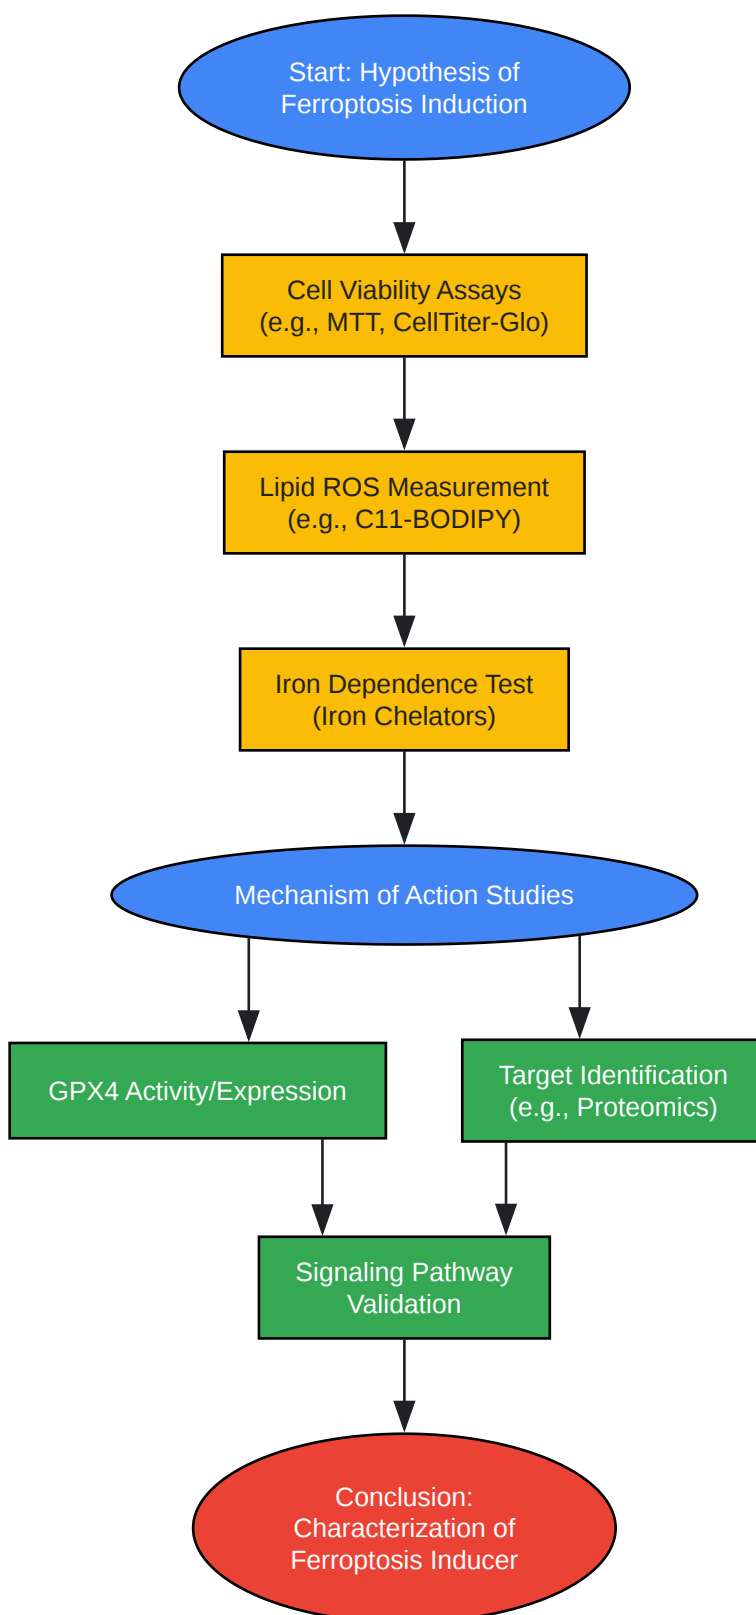 Start: Hypothesis of
Ferroptosis Induction
Cell Viability Assays
(e.g., MTT, CellTiter-Glo)
Lipid ROS Measurement
(e.g., C11-BODIPY)
Iron Dependence Test
(Iron Chelators)
Mechanism of Action Studies
GPX4 Activity/Expression
Target Identification
(e.g., Proteomics)
Signaling Pathway
Validation
Conclusion:
Characterization of
Ferroptosis Inducer